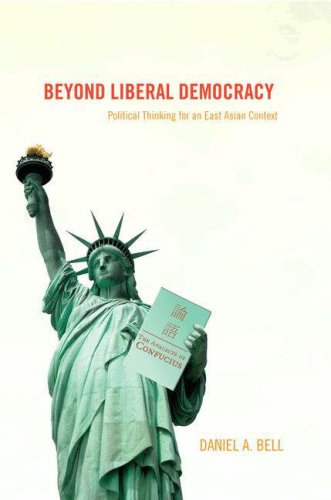 BEYOND LIBERAL DEMOCRACY
Political Thinking for an East Asian Context
論
語
THE ANALECTS OF
CONFUCIUS
DANIEL A. BELL